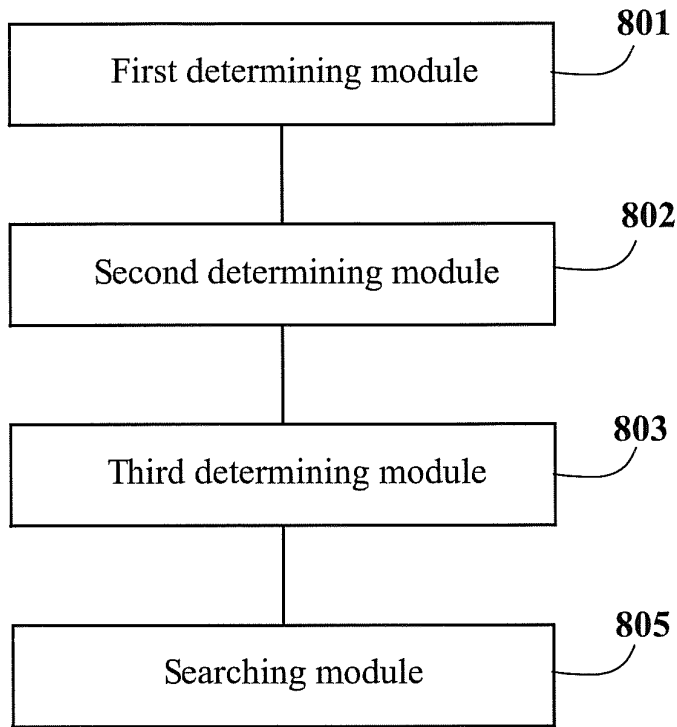 801
First determining module
802
Second determining module
803
Third determining module
805
Searching module